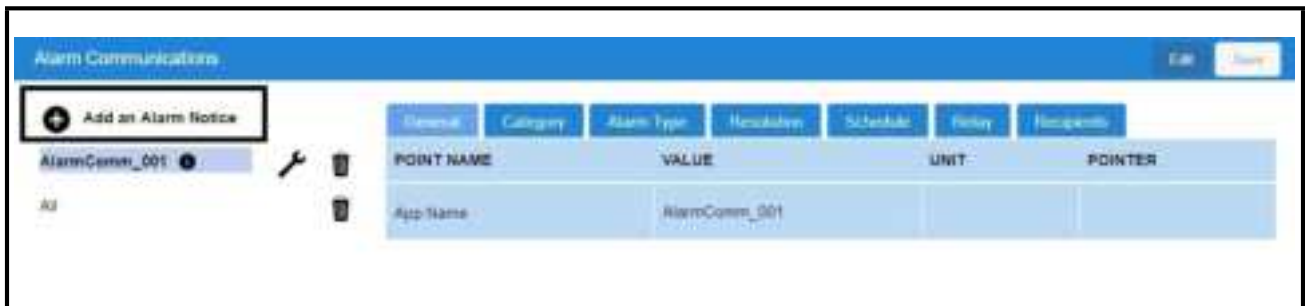 Alarm Communications
Edit Save
Add an Alarm Notice
General Category Alarm Type Resolution Schedule Relay Recipients
AlarmComm_001
POINT NAME VALUE UNIT POINTER
All
App Name AlarmComm_001